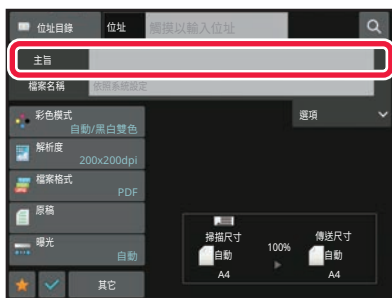 位址目錄 位址 觸摸以輸入位址
主旨
檔案名稱 依照系統設定
彩色模式 選項
自動/黑白雙色
解析度
200x200dpi
檔案格式
PDF
原稿
掃描尺寸 傳送尺寸
曝光 100%
自動 自動 自動
A4 A4
其它